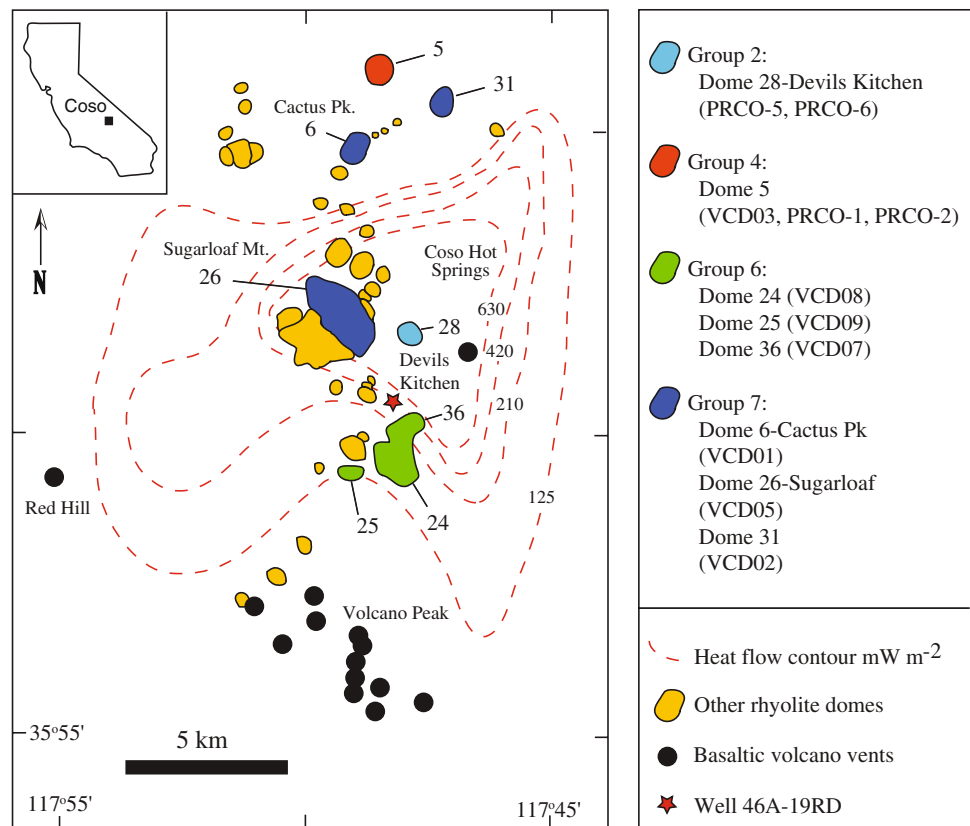 Coso
N
5
31
Cactus Pk.
6
Sugarloaf Mt.
26
Coso Hot
Springs
630
28
420
Devils
Kitchen
210
36
Red Hill
25
24
125
Volcano Peak
35°55'
5 km
117°55'
117°45'
Group 2:
Dome 28-Devils Kitchen
(PRCO-5, PRCO-6)
Group 4:
Dome 5
(VCD03, PRCO-1, PRCO-2)
Group 6:
Dome 24 (VCD08)
Dome 25 (VCD09)
Dome 36 (VCD07)
Group 7:
Dome 6-Cactus Pk
(VCD01)
Dome 26-Sugarloaf
(VCD05)
Dome 31
(VCD02)
Heat flow contour mW m-2
Other rhyolite domes
Basaltic volcano vents
Well 46A-19RD